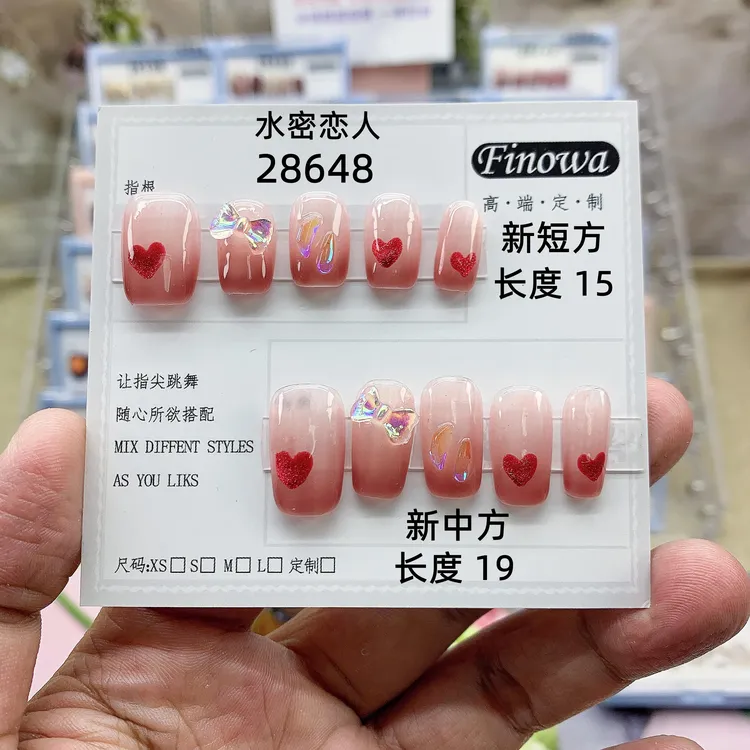 水密恋人
28648
Finowa
指根
高·端·定·制
新短方
长度 15
让指尖跳舞
随心所欲搭配
MIX DIFFENT STYLES
AS YOU LIKS
新中方
长度 19
尺码:XS□ S□ M□ L□ 定制□